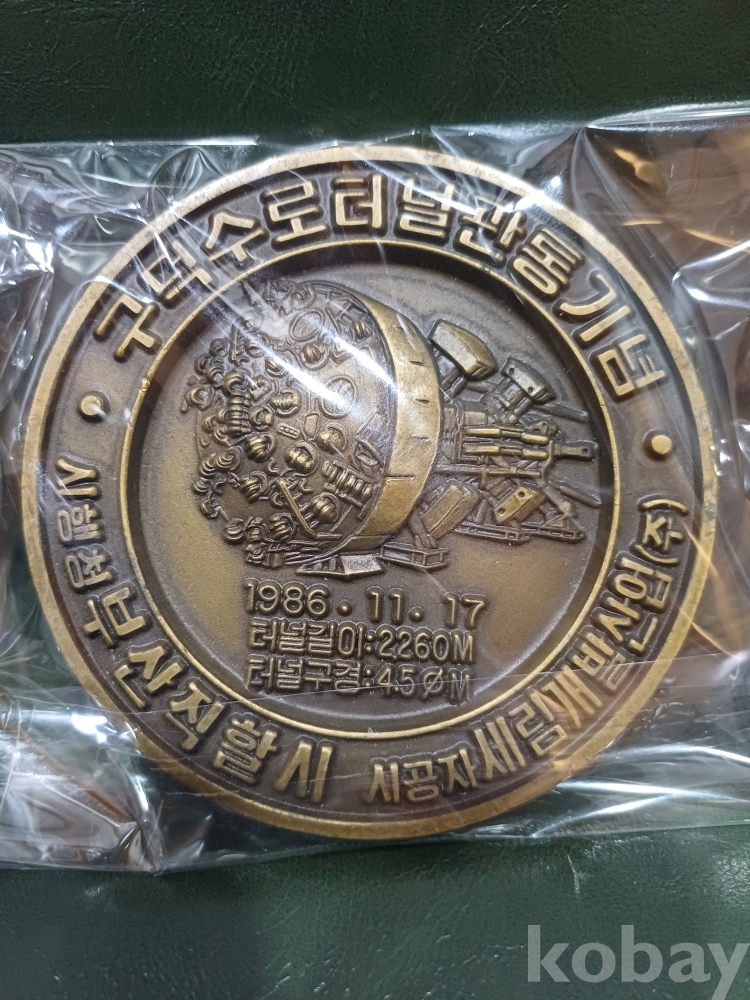 구덕수로터널관통기념
1986·11·17
터널길이:2260M
터널구경:4.5ØM
시행청 부산직할시
시공자 세림개발산업(주)
kobay